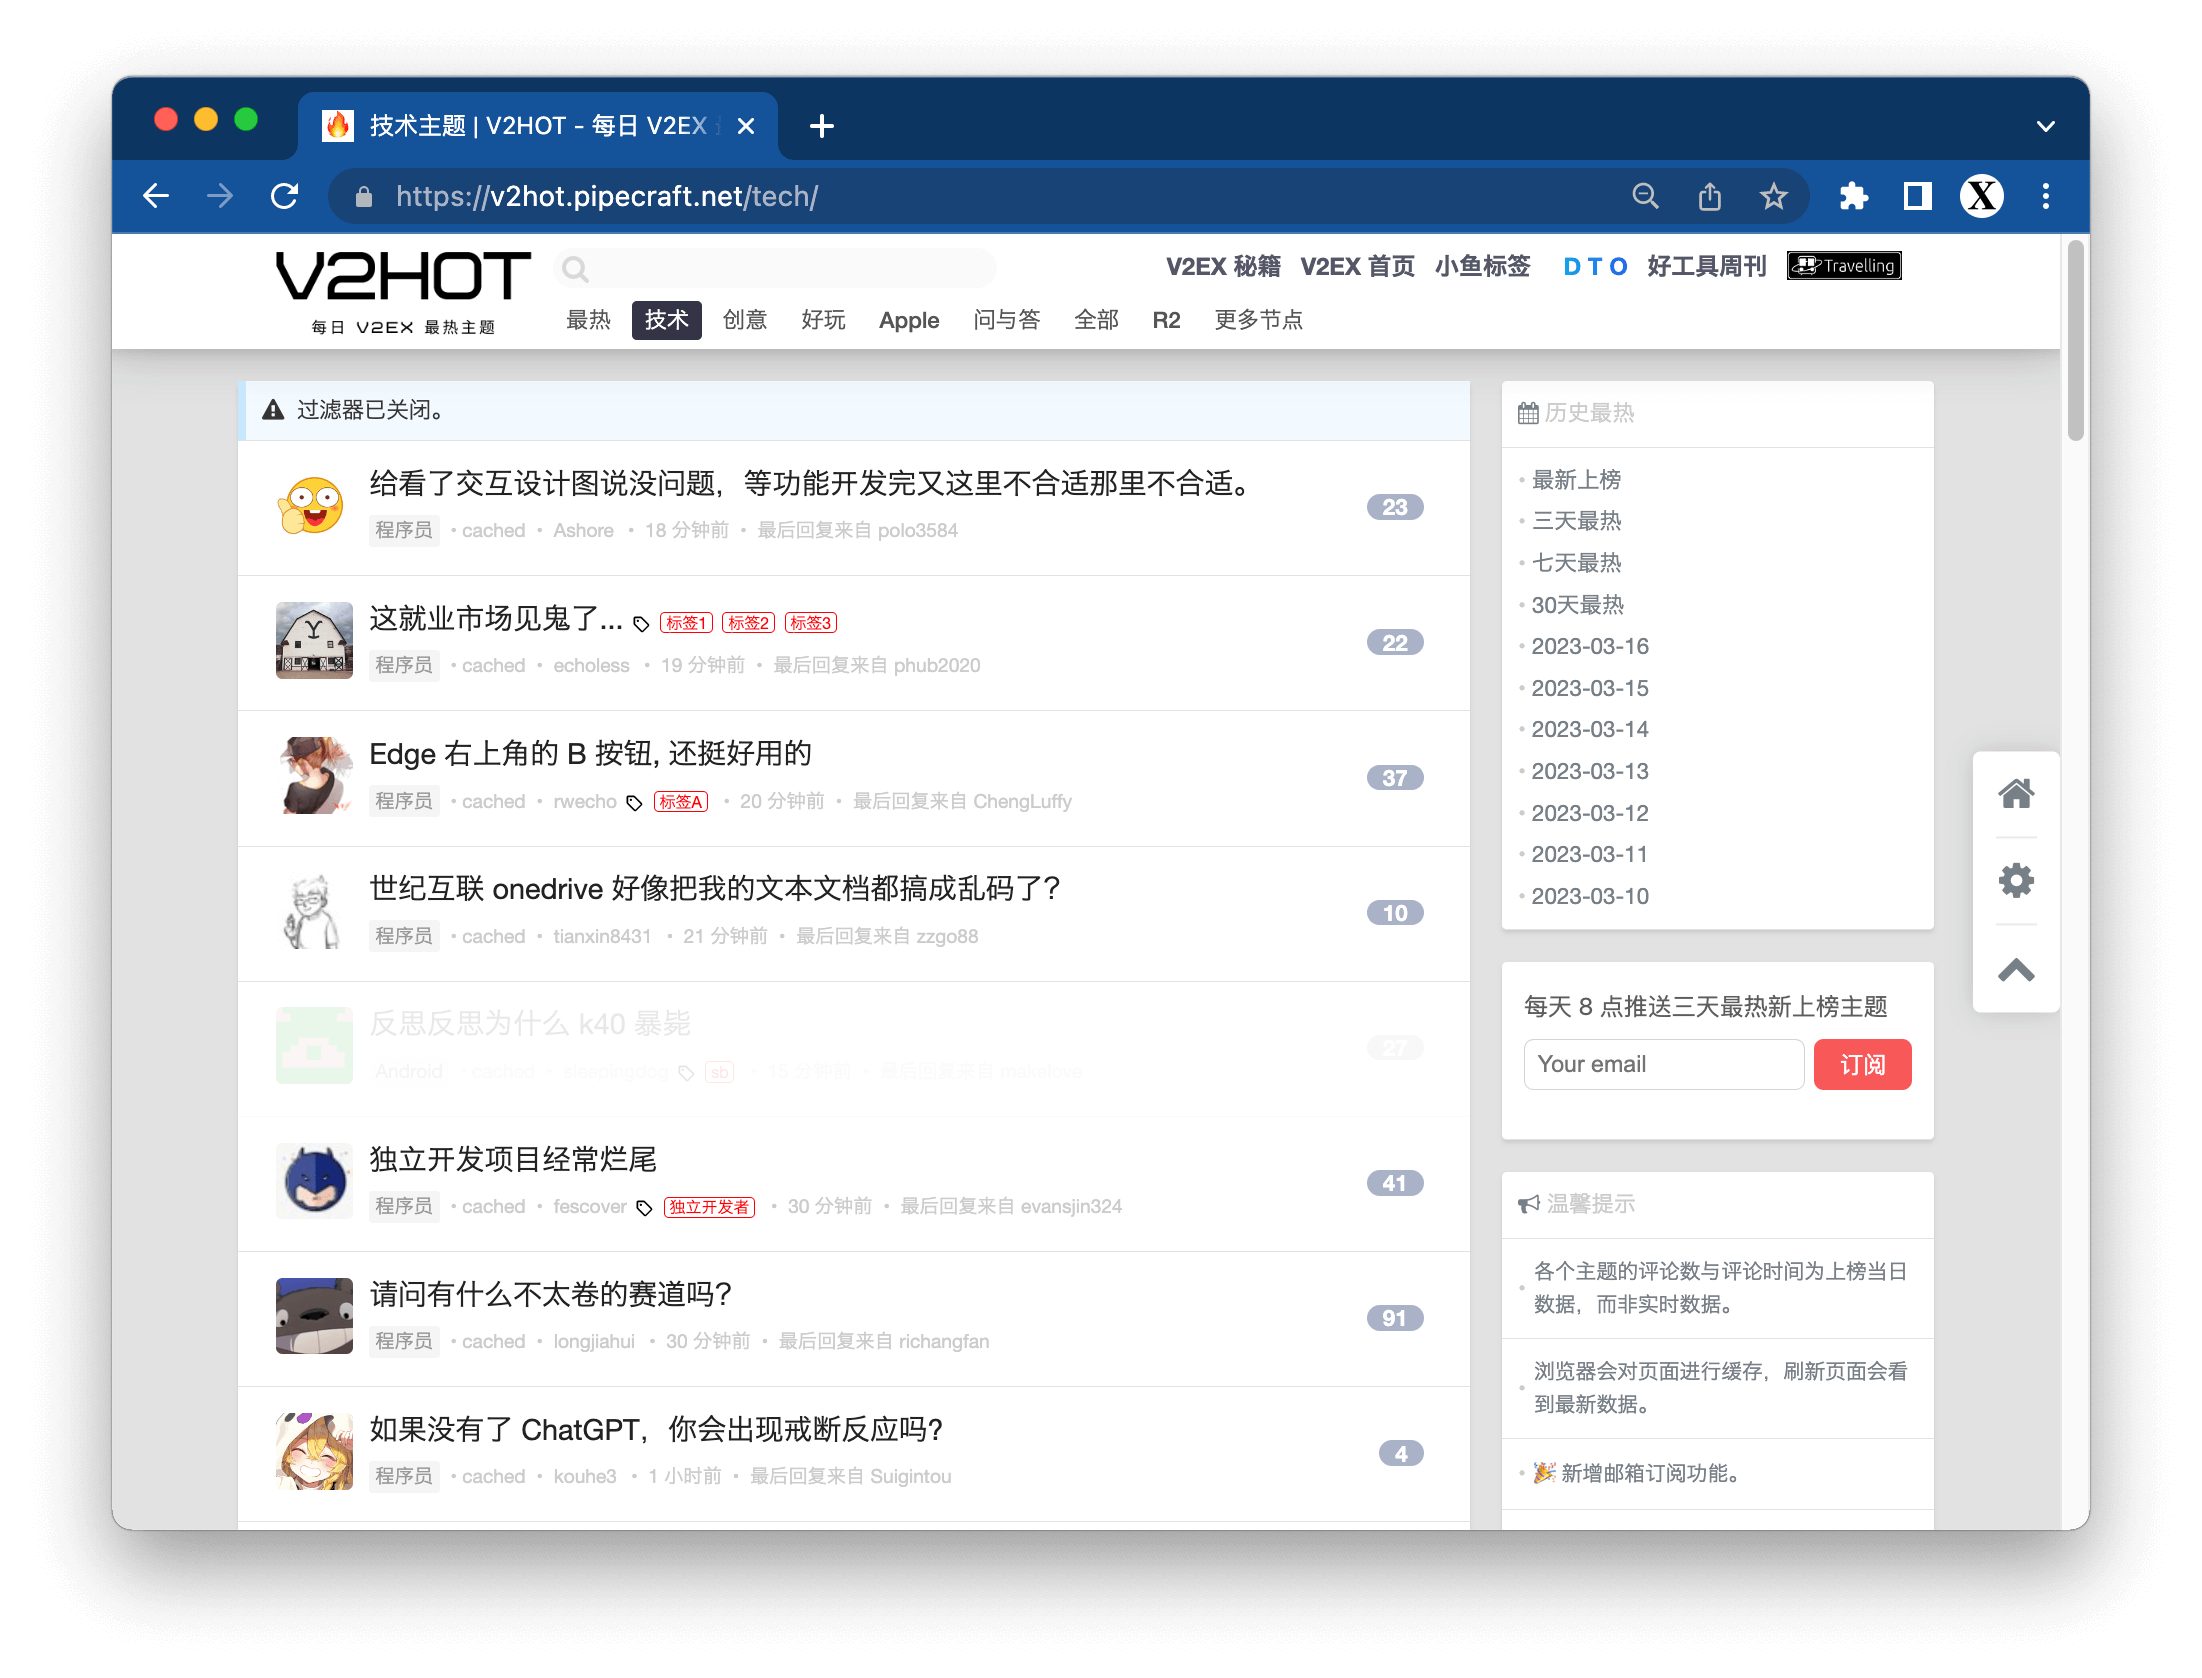 技术主题 | V2HOT - 每日 V2EX
https://v2hot.pipecraft.net/tech/
V2HOT
每日 V2EX 最热主题
V2EX 秘籍 V2EX 首页 小鱼标签 DTO 好工具周刊 Travelling
最热 技术 创意 好玩 Apple 问与答 全部 R2 更多节点
过滤器已关闭。
给看了交互设计图说没问题，等功能开发完又这里不合适那里不合适。
程序员 • cached • Ashore • 18 分钟前 • 最后回复来自 polo3584
23
这就业市场见鬼了... 标签1 标签2 标签3
程序员 • cached • echoless • 19 分钟前 • 最后回复来自 phub2020
22
Edge 右上角的 B 按钮, 还挺好用的
程序员 • cached • rwecho 标签A • 20 分钟前 • 最后回复来自 ChengLuffy
37
世纪互联 onedrive 好像把我的文本文档都搞成乱码了？
程序员 • cached • tianxin8431 • 21 分钟前 • 最后回复来自 zzgo88
10
反思反思为什么 k40 暴毙
Android • cached • sleepingdog sb • 15 分钟前 • 最后回复来自 makelove
27
独立开发项目经常烂尾
程序员 • cached • fescover 独立开发者 • 30 分钟前 • 最后回复来自 evansjin324
41
请问有什么不太卷的赛道吗？
程序员 • cached • longjiahui • 30 分钟前 • 最后回复来自 richangfan
91
如果没有了 ChatGPT，你会出现戒断反应吗？
程序员 • cached • kouhe3 • 1 小时前 • 最后回复来自 Suigintou
4
历史最热
• 最新上榜
• 三天最热
• 七天最热
• 30天最热
• 2023-03-16
• 2023-03-15
• 2023-03-14
• 2023-03-13
• 2023-03-12
• 2023-03-11
• 2023-03-10
每天 8 点推送三天最热新上榜主题
Your email 订阅
温馨提示
• 各个主题的评论数与评论时间为上榜当日
数据，而非实时数据。
• 浏览器会对页面进行缓存，刷新页面会看
到最新数据。
• 🎉 新增邮箱订阅功能。